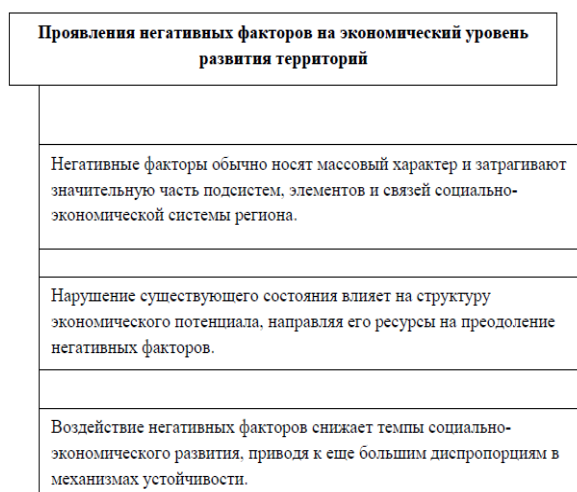 Проявления негативных факторов на экономический уровень
развития территорий
Негативные факторы обычно носят массовый характер и затрагивают
значительную часть подсистем, элементов и связей социально-
экономической системы региона.
Нарушение существующего состояния влияет на структуру
экономического потенциала, направляя его ресурсы на преодоление
негативных факторов.
Воздействие негативных факторов снижает темпы социально-
экономического развития, приводя к еще большим диспропорциям в
механизмах устойчивости.